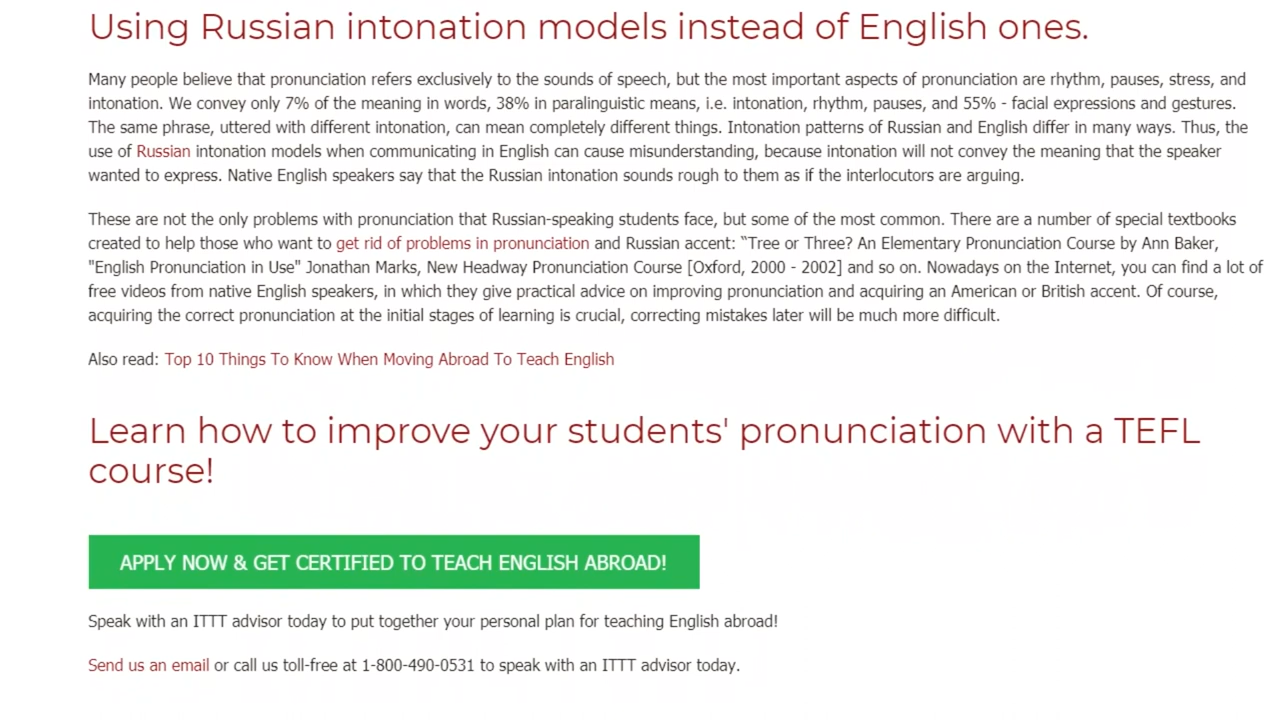 Using Russian intonation models instead of English ones.
Many people believe that pronunciation refers exclusively to the sounds of speech, but the most important aspects of pronunciation are rhythm, pauses, stress, and
intonation. We convey only 7% of the meaning in words, 38% in paralinguistic means, i.e. intonation, rhythm, pauses, and 55% - facial expressions and gestures.
The same phrase, uttered with different intonation, can mean completely different things. Intonation patterns of Russian and English differ in many ways. Thus, the
use of Russian intonation models when communicating in English can cause misunderstanding, because intonation will not convey the meaning that the speaker
wanted to express. Native English speakers say that the Russian intonation sounds rough to them as if the interlocutors are arguing.
These are not the only problems with pronunciation that Russian-speaking students face, but some of the most common. There are a number of special textbooks
created to help those who want to get rid of problems in pronunciation and Russian accent: “Tree or Three? An Elementary Pronunciation Course by Ann Baker,
"English Pronunciation in Use" Jonathan Marks, New Headway Pronunciation Course [Oxford, 2000 - 2002] and so on. Nowadays on the Internet, you can find a lot of
free videos from native English speakers, in which they give practical advice on improving pronunciation and acquiring an American or British accent. Of course,
acquiring the correct pronunciation at the initial stages of learning is crucial, correcting mistakes later will be much more difficult.
Also read: Top 10 Things To Know When Moving Abroad To Teach English
Learn how to improve your students' pronunciation with a TEFL
course!
APPLY NOW & GET CERTIFIED TO TEACH ENGLISH ABROAD!
Speak with an ITTT advisor today to put together your personal plan for teaching English abroad!
Send us an email or call us toll-free at 1-800-490-0531 to speak with an ITTT advisor today.